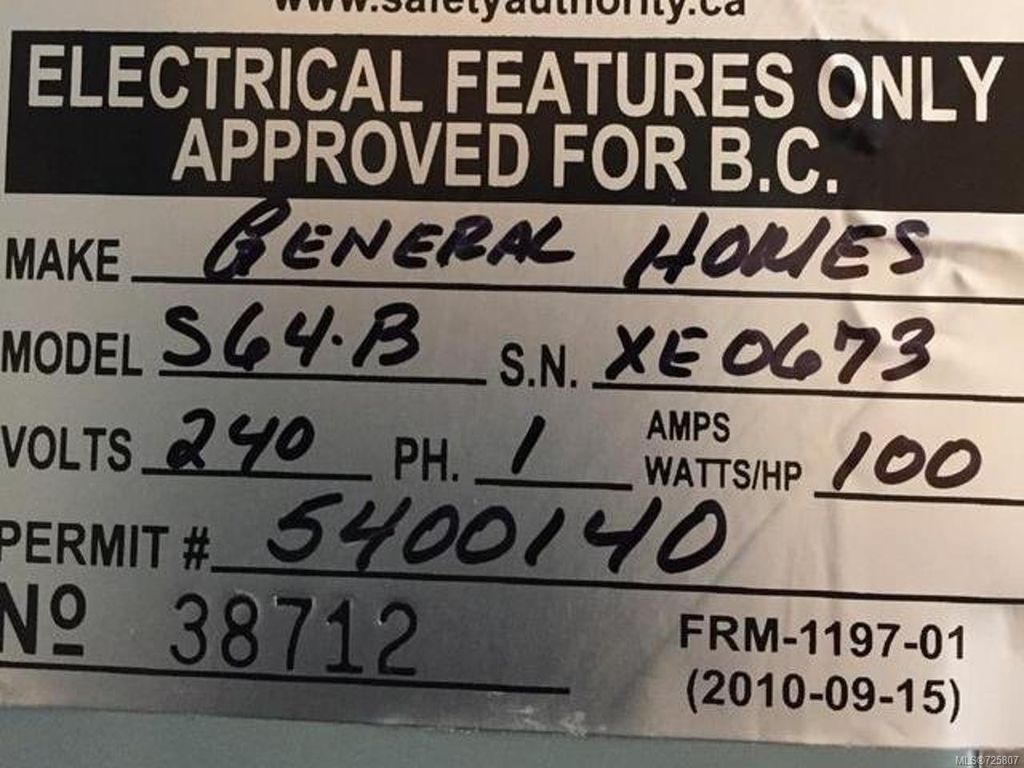 www.safetyauthority.ca
ELECTRICAL FEATURES ONLY
APPROVED FOR B.C.
MAKE GENERAL HOMES
MODEL S64·B S.N. XE0673
VOLTS 240 PH. 1 AMPS WATTS/HP 100
PERMIT # 5400140
Nº 38712
FRM-1197-01
(2010-09-15)
MLS®725807